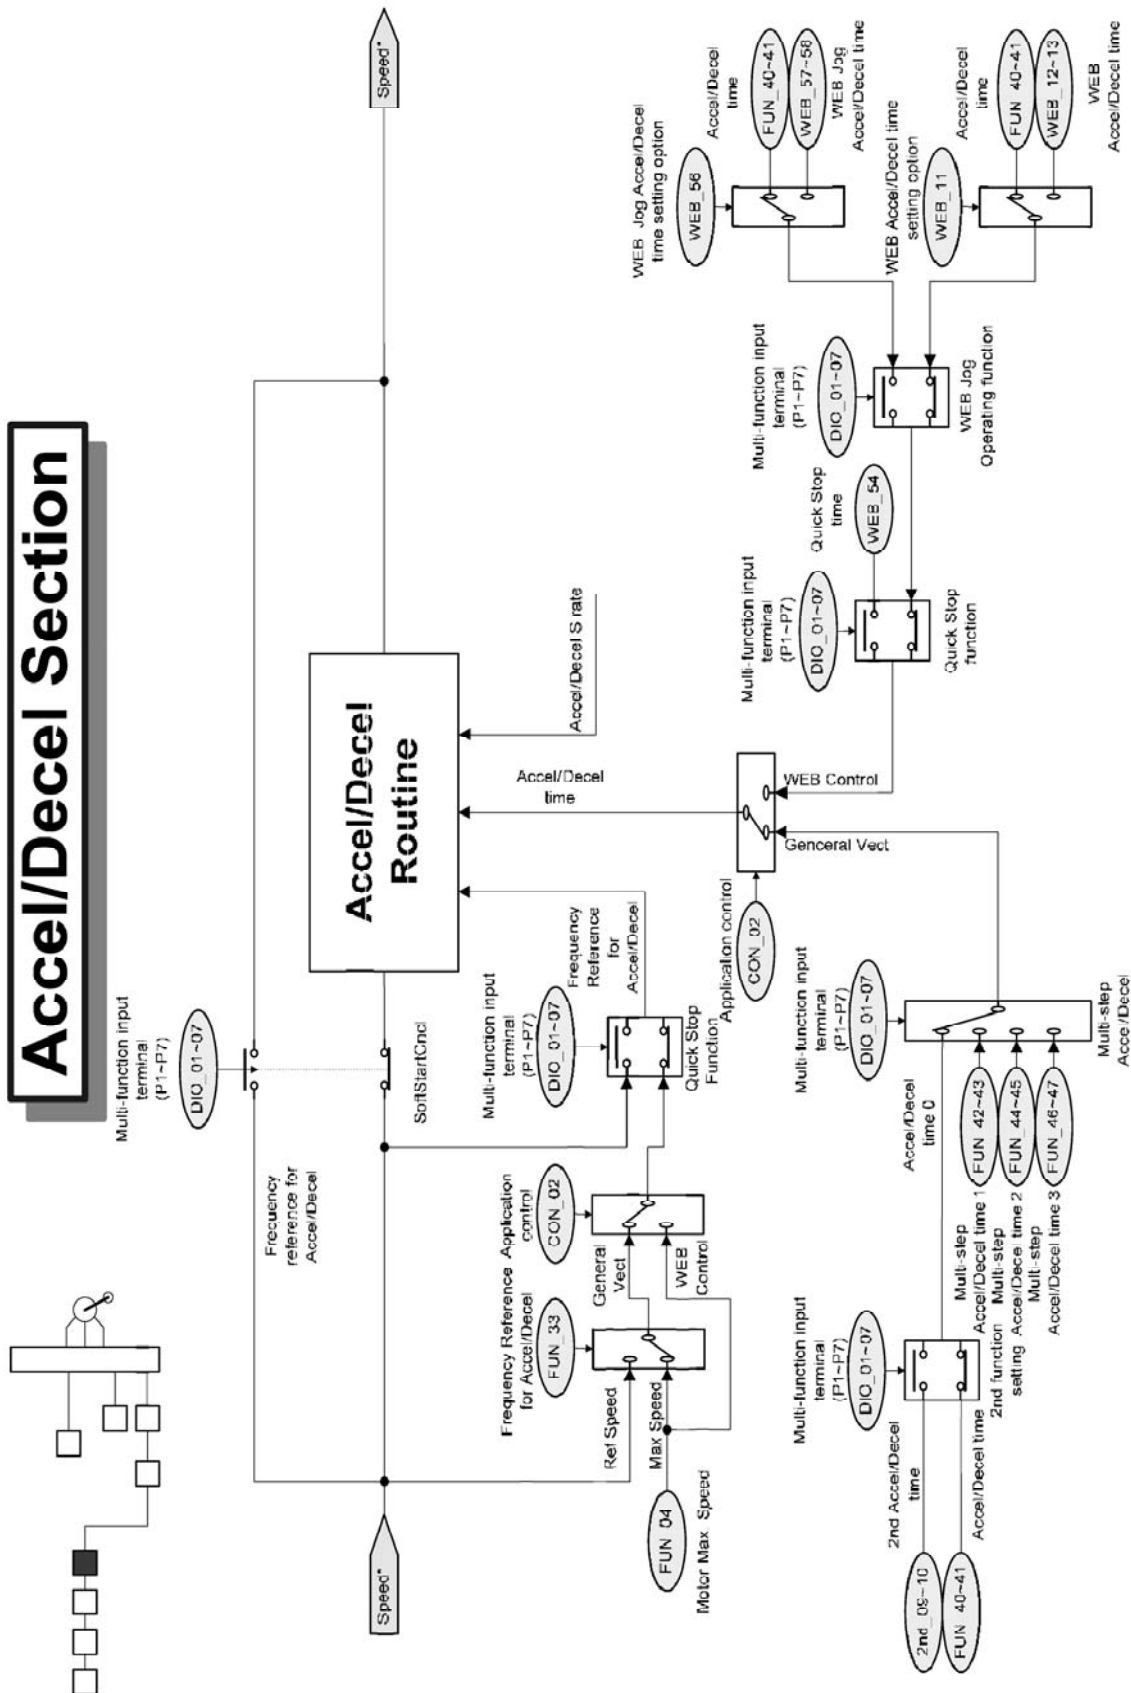 Accel/Decel Section
Multi-function input
terminal
(P1~P7)
DIO_01~07
Frecuency
reference for
Accel/Decel
SoftStartCncl
Speed*
Speed*
Accel/Decel
Routine
Accel/Decel
time
Accel/Decel S rate
Frequency Reference
for Accel/Decel
FUN_33
Application
control
CON_02
Multi-function input
terminal
(P1~P7)
DIO_01~07
Frequency
Reference
for
Accel/Decel
Quick Stop
Function
Ref Speed
Max Speed
General
Vect
WEB
Control
FUN_04
Motor Max. Speed
Application control
CON_02
Genceral Vect
WEB Control
Multi-function input
terminal
(P1~P7)
DIO_01~07
Quick Stop
time
WEB_54
Quick Stop
function
Multi-function input
terminal
(P1~P7)
DIO_01~07
WEB Jog
Operating function
WEB Jog Accel/Decel
time setting option
WEB_56
Accel/Decel
time
FUN_40~41
WEB_57~58
WEB Jog
Accel/Decel time
WEB Accel/Decel time
setting option
WEB_11
Accel/Decel
time
FUN_40~41
WEB_12~13
WEB
Accel/Decel time
Multi-function input
terminal
(P1~P7)
DIO_01~07
2nd Accel/Decel
time
2nd_09~10
FUN_40~41
Accel/Decel time
2nd function
setting
Multi-function input
terminal
(P1~P7)
DIO_01~07
Accel/Decel
time 0
FUN_42~43
FUN_44~45
FUN_46~47
Multi-step
Accel/Decel time 1
Multi-step
Accel/Decel time 2
Multi-step
Accel/Decel time 3
Multi-step
Accel/Decel